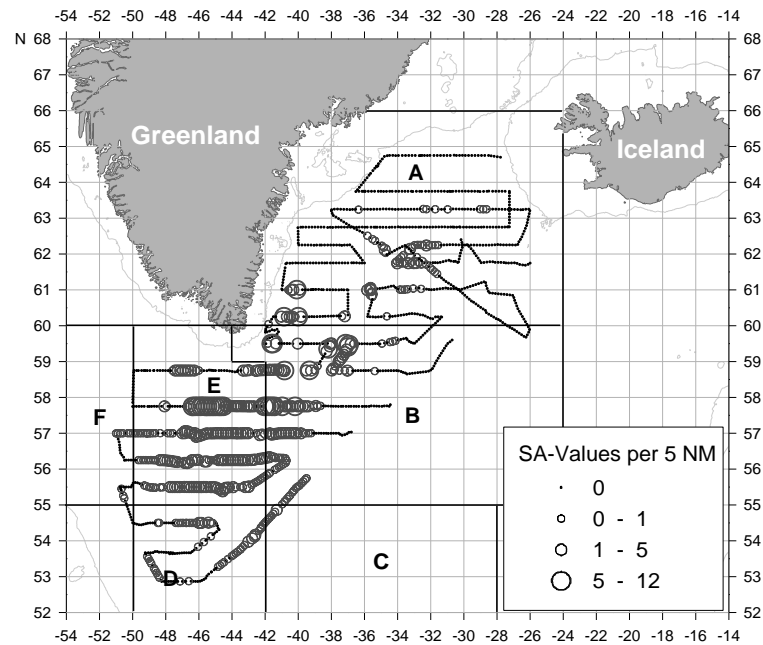 -54 -52 -50 -48 -46 -44 -42 -40 -38 -36 -34 -32 -30 -28 -26 -24 -22 -20 -18 -16 -14
N 68 68
67 67
66 66
65 Greenland Iceland 65
64 A 64
63 63
62 62
61 61
60 60
59 59
58 E 58
F B
57 57
SA-Values per 5 NM
56 0 56
55 0 - 1 55
54 1 - 5 54
C
53 D 5 - 12 53
52 52
-54 -52 -50 -48 -46 -44 -42 -40 -38 -36 -34 -32 -30 -28 -26 -24 -22 -20 -18 -16 -14